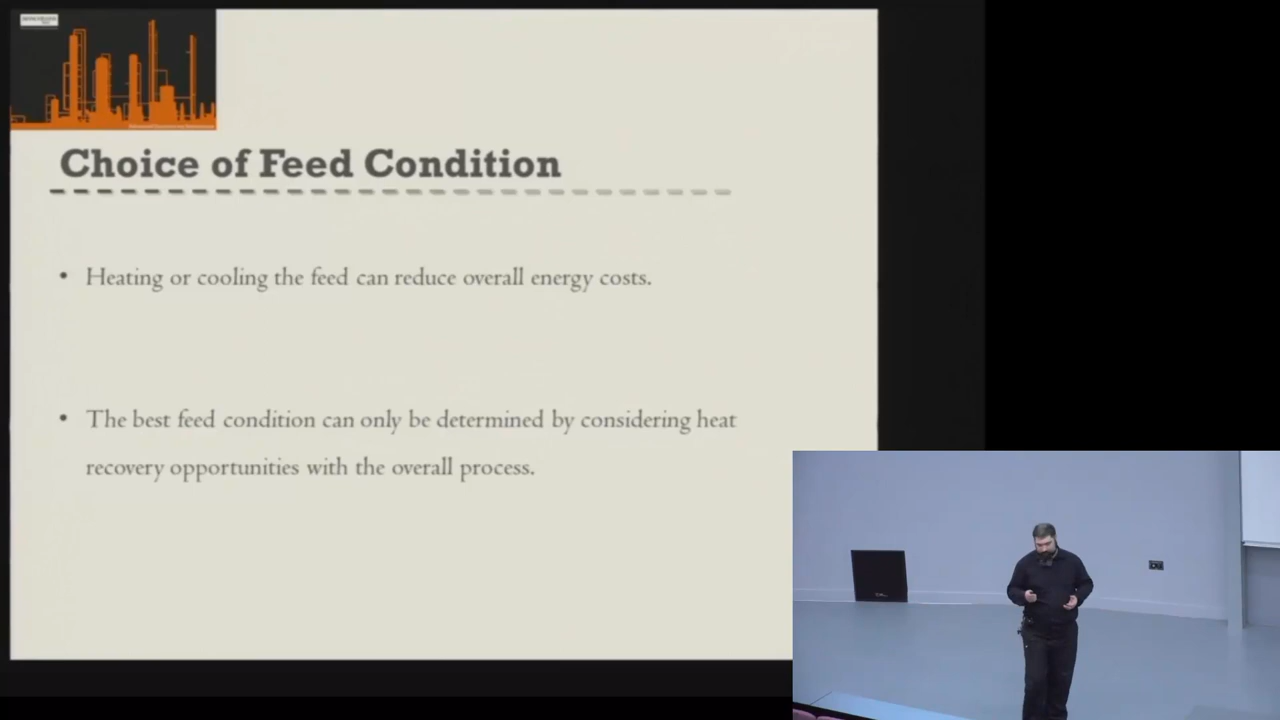 Choice of Feed Condition
• Heating or cooling the feed can reduce overall energy costs.
• The best feed condition can only be determined by considering heat
recovery opportunities with the overall process.